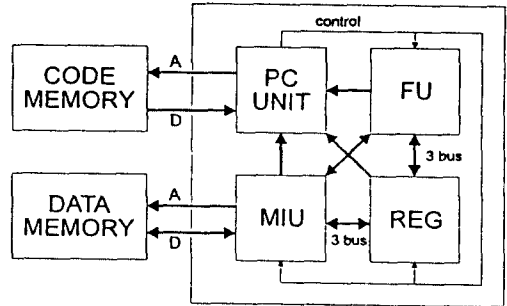 control
CODE
MEMORY
A
D
PC
UNIT
FU
3 bus
DATA
MEMORY
A
D
MIU
3 bus
REG